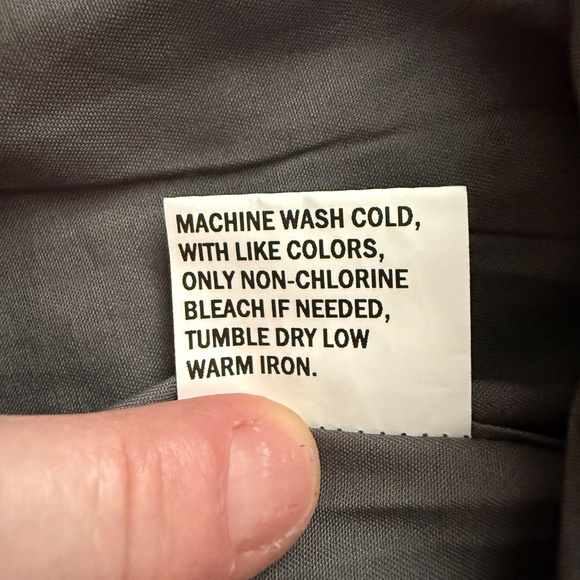 MACHINE WASH COLD,
WITH LIKE COLORS,
ONLY NON-CHLORINE
BLEACH IF NEEDED,
TUMBLE DRY LOW
WARM IRON.